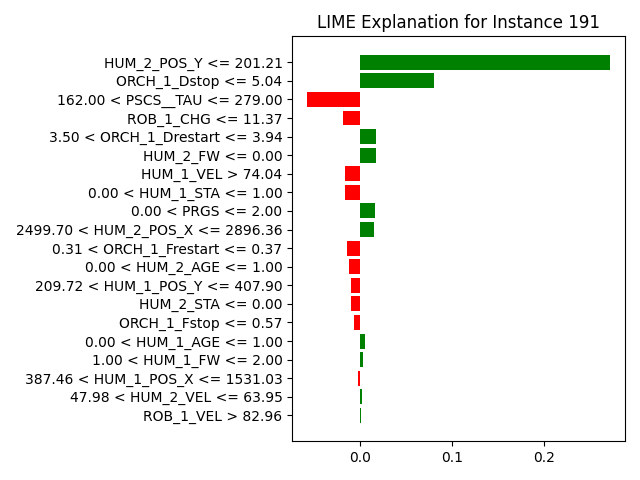 LIME Explanation for Instance 191
HUM_2_POS_Y <= 201.21
ORCH_1_Dstop <= 5.04
162.00 < PSCS__TAU <= 279.00
ROB_1_CHG <= 11.37
3.50 < ORCH_1_Drestart <= 3.94
HUM_2_FW <= 0.00
HUM_1_VEL > 74.04
0.00 < HUM_1_STA <= 1.00
0.00 < PRGS <= 2.00
2499.70 < HUM_2_POS_X <= 2896.36
0.31 < ORCH_1_Frestart <= 0.37
0.00 < HUM_2_AGE <= 1.00
209.72 < HUM_1_POS_Y <= 407.90
HUM_2_STA <= 0.00
ORCH_1_Fstop <= 0.57
0.00 < HUM_1_AGE <= 1.00
1.00 < HUM_1_FW <= 2.00
387.46 < HUM_1_POS_X <= 1531.03
47.98 < HUM_2_VEL <= 63.95
ROB_1_VEL > 82.96
0.0 0.1 0.2